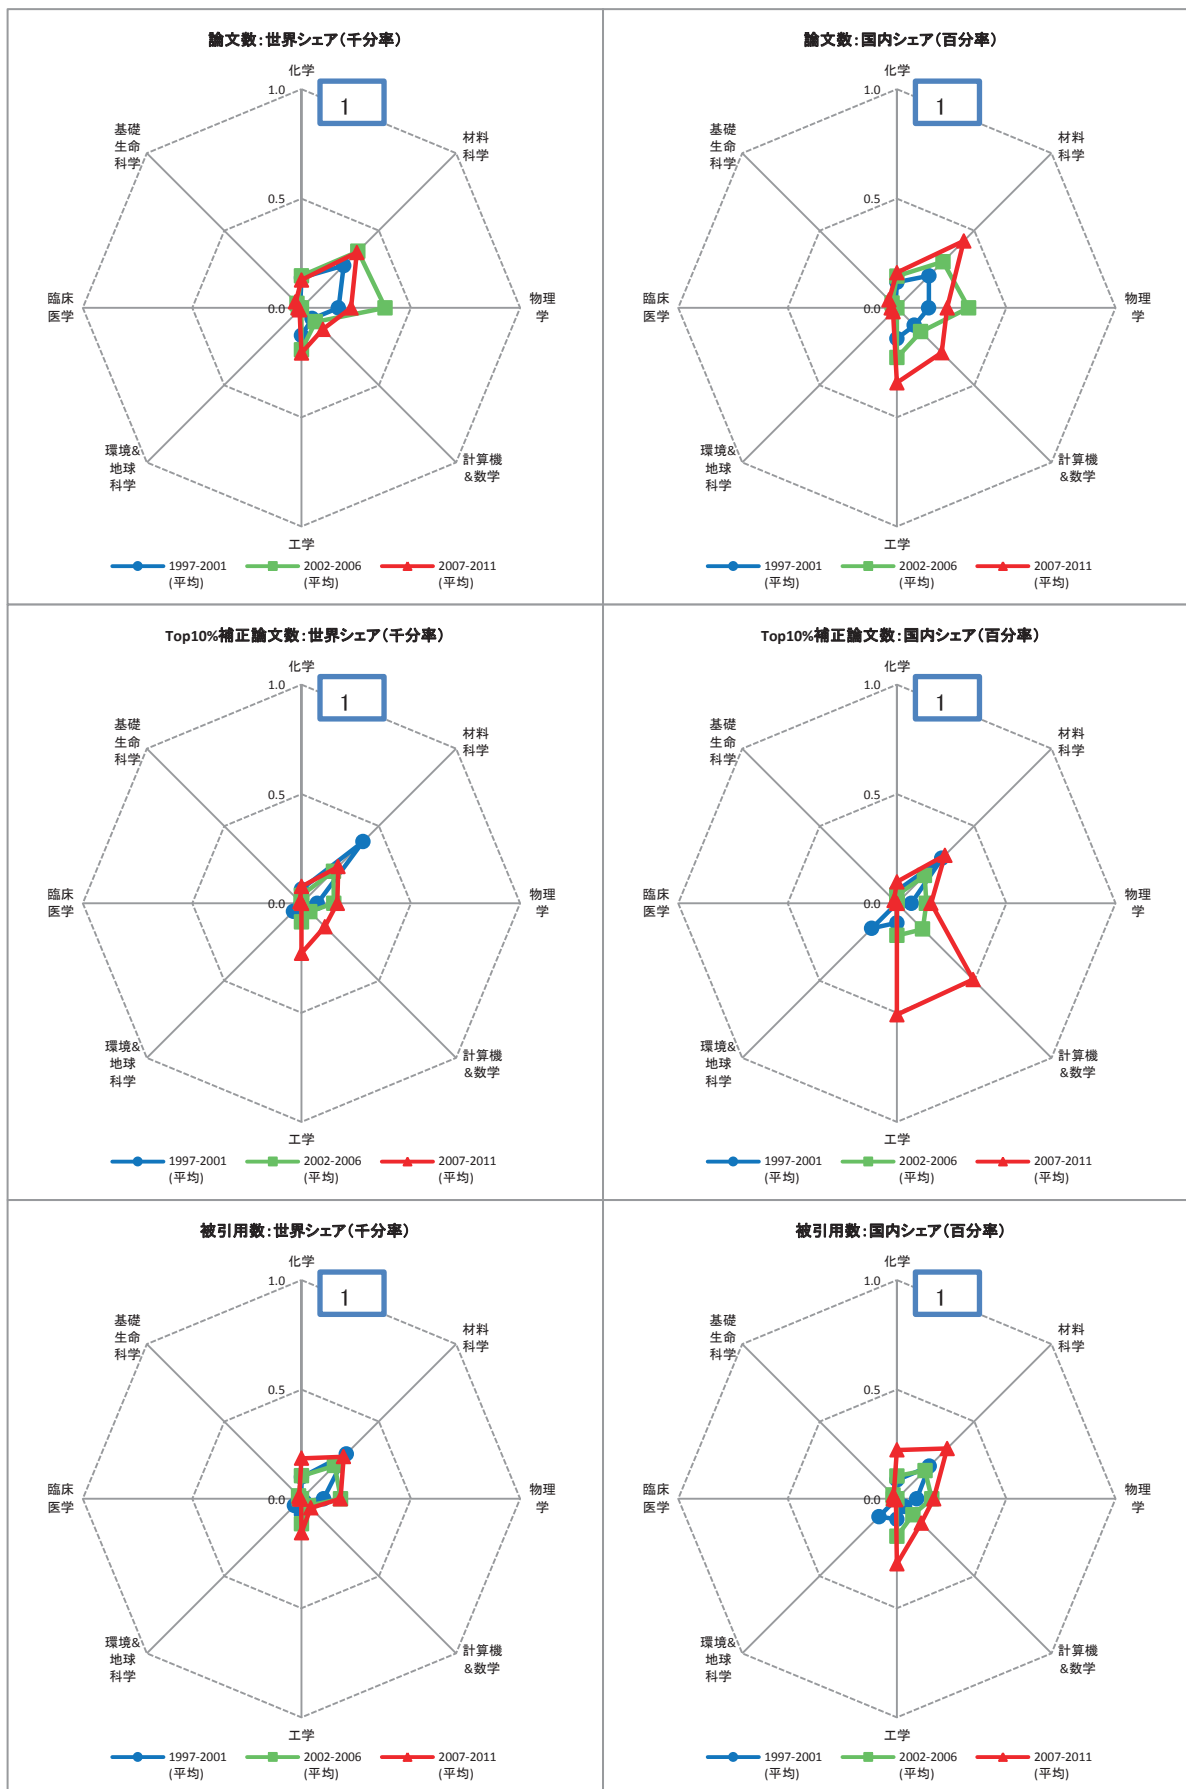 論文数：世界シェア（千分率）
化学
1.0
1
基礎
生命
科学
材料
科学
0.5
臨床
医学
0.0
物理
学
環境&
地球
科学
計算機
&数学
工学
1997-2001
(平均)
2002-2006
(平均)
2007-2011
(平均)
論文数：国内シェア（百分率）
化学
1.0
1
基礎
生命
科学
材料
科学
0.5
臨床
医学
0.0
物理
学
環境&
地球
科学
計算機
&数学
工学
1997-2001
(平均)
2002-2006
(平均)
2007-2011
(平均)
Top10%補正論文数：世界シェア（千分率）
化学
1.0
1
基礎
生命
科学
材料
科学
0.5
臨床
医学
0.0
物理
学
環境&
地球
科学
計算機
&数学
工学
1997-2001
(平均)
2002-2006
(平均)
2007-2011
(平均)
Top10%補正論文数：国内シェア（百分率）
化学
1.0
1
基礎
生命
科学
材料
科学
0.5
臨床
医学
0.0
物理
学
環境&
地球
科学
計算機
&数学
工学
1997-2001
(平均)
2002-2006
(平均)
2007-2011
(平均)
被引用数：世界シェア（千分率）
化学
1.0
1
基礎
生命
科学
材料
科学
0.5
臨床
医学
0.0
物理
学
環境&
地球
科学
計算機
&数学
工学
1997-2001
(平均)
2002-2006
(平均)
2007-2011
(平均)
被引用数：国内シェア（百分率）
化学
1.0
1
基礎
生命
科学
材料
科学
0.5
臨床
医学
0.0
物理
学
環境&
地球
科学
計算機
&数学
工学
1997-2001
(平均)
2002-2006
(平均)
2007-2011
(平均)